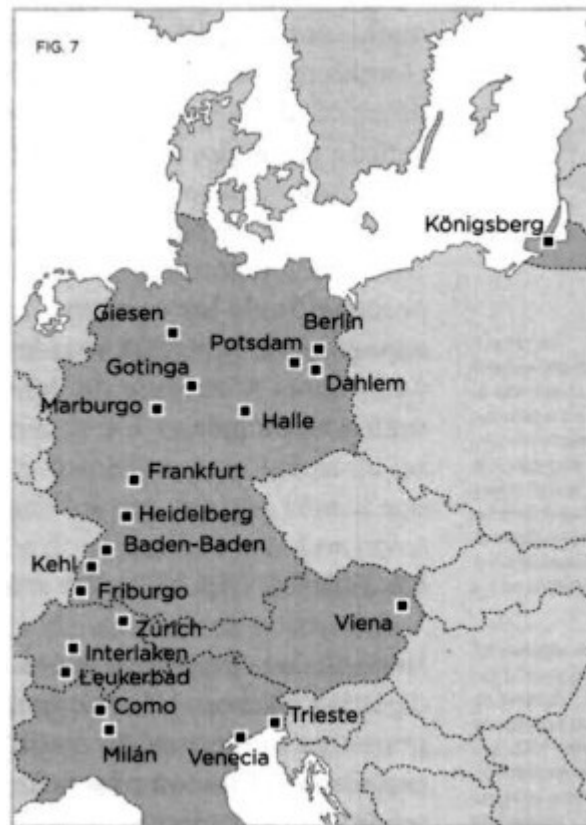 FIG. 7
Königsberg
Giesen
Berlin
Potsdam
Gotinga
Dahlem
Marburgo
Halle
Frankfurt
Heidelberg
Baden-Baden
Kehl
Friburgo
Zúrich
Viena
Interlaken
Leukerbad
Como
Trieste
Milán
Venecia